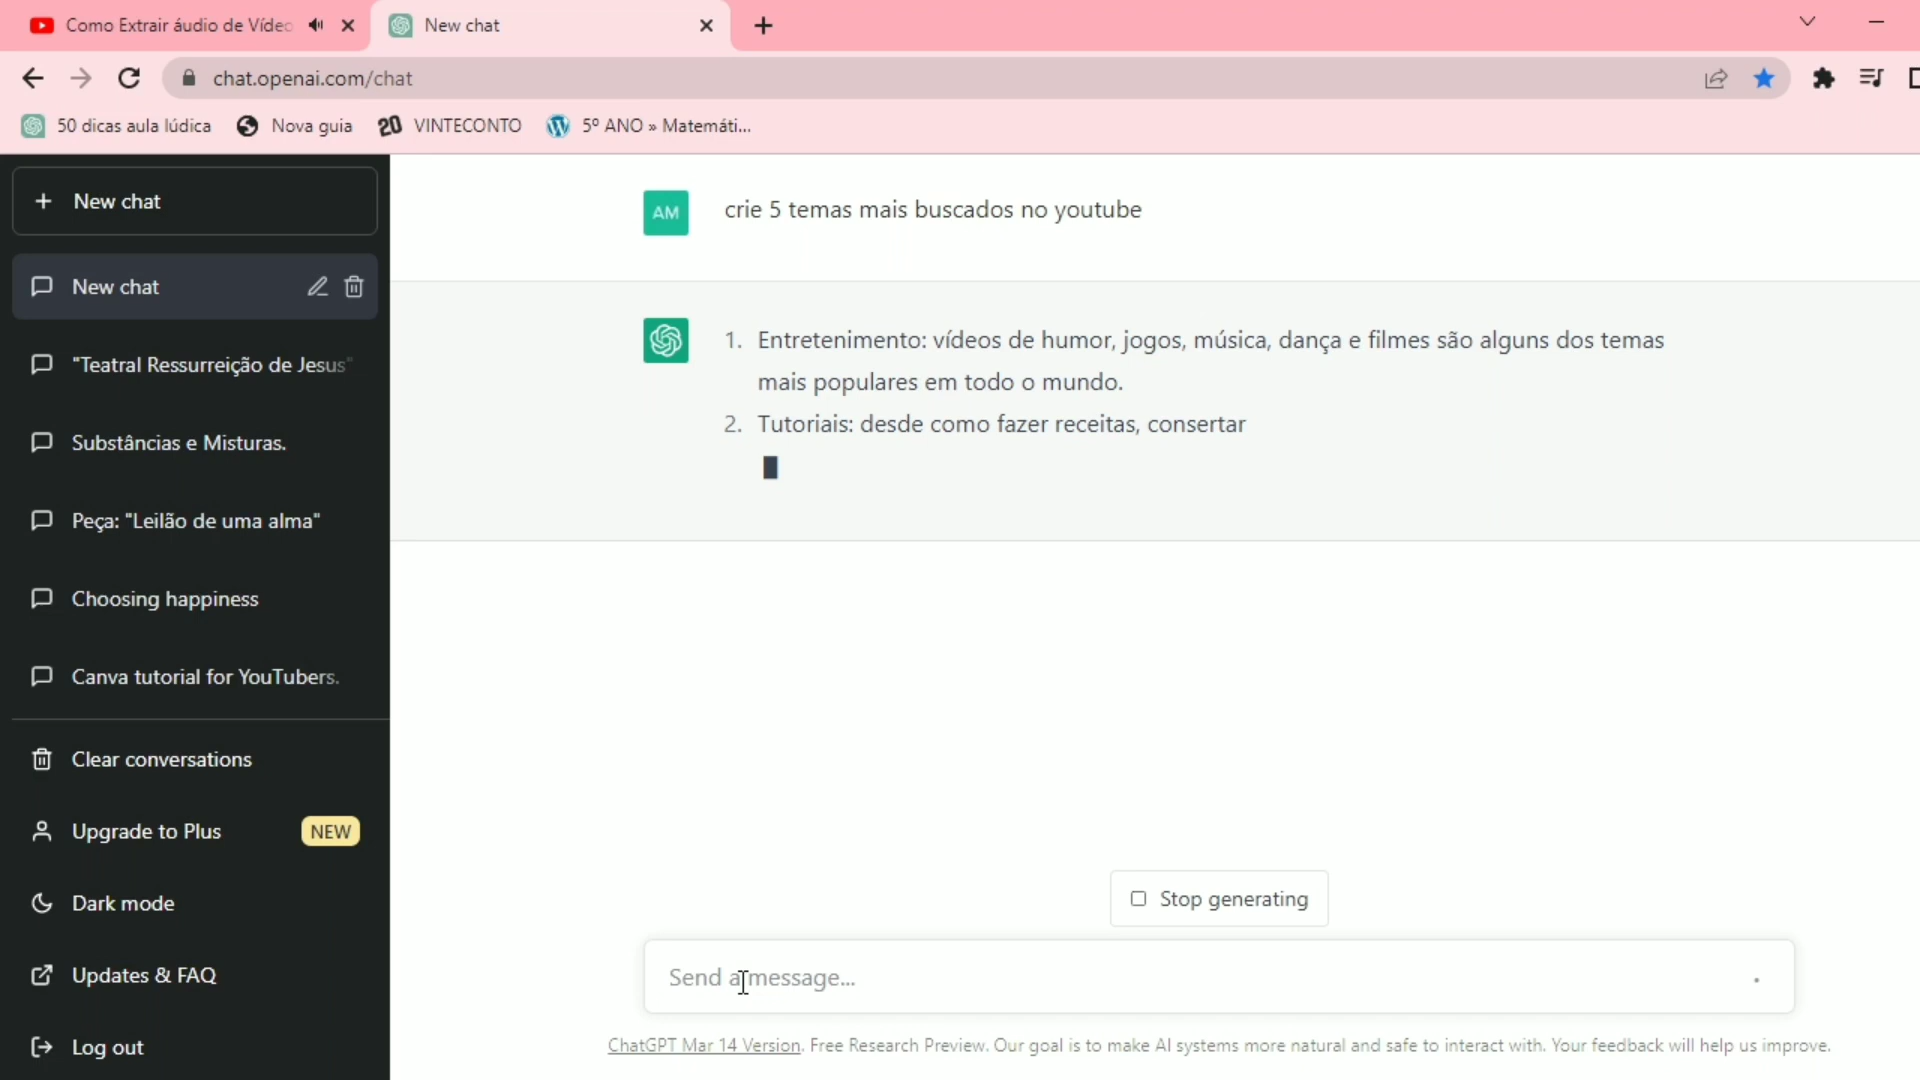 Como Extrair áudio de Vídeo
New chat
chat.openai.com/chat
50 dicas aula lúdica
Nova guia
20 VINTECONTO
5º ANO » Matemáti...
New chat
New chat
"Teatral Ressurreição de Jesus"
Substâncias e Misturas.
Peça: "Leilão de uma alma"
Choosing happiness
Canva tutorial for YouTubers.
Clear conversations
Upgrade to Plus
NEW
Dark mode
Updates & FAQ
Log out
AM
crie 5 temas mais buscados no youtube
1. Entretenimento: vídeos de humor, jogos, música, dança e filmes são alguns dos temas
mais populares em todo o mundo.
2. Tutoriais: desde como fazer receitas, consertar
Stop generating
Send a message...
ChatGPT Mar 14 Version. Free Research Preview. Our goal is to make AI systems more natural and safe to interact with. Your feedback will help us improve.